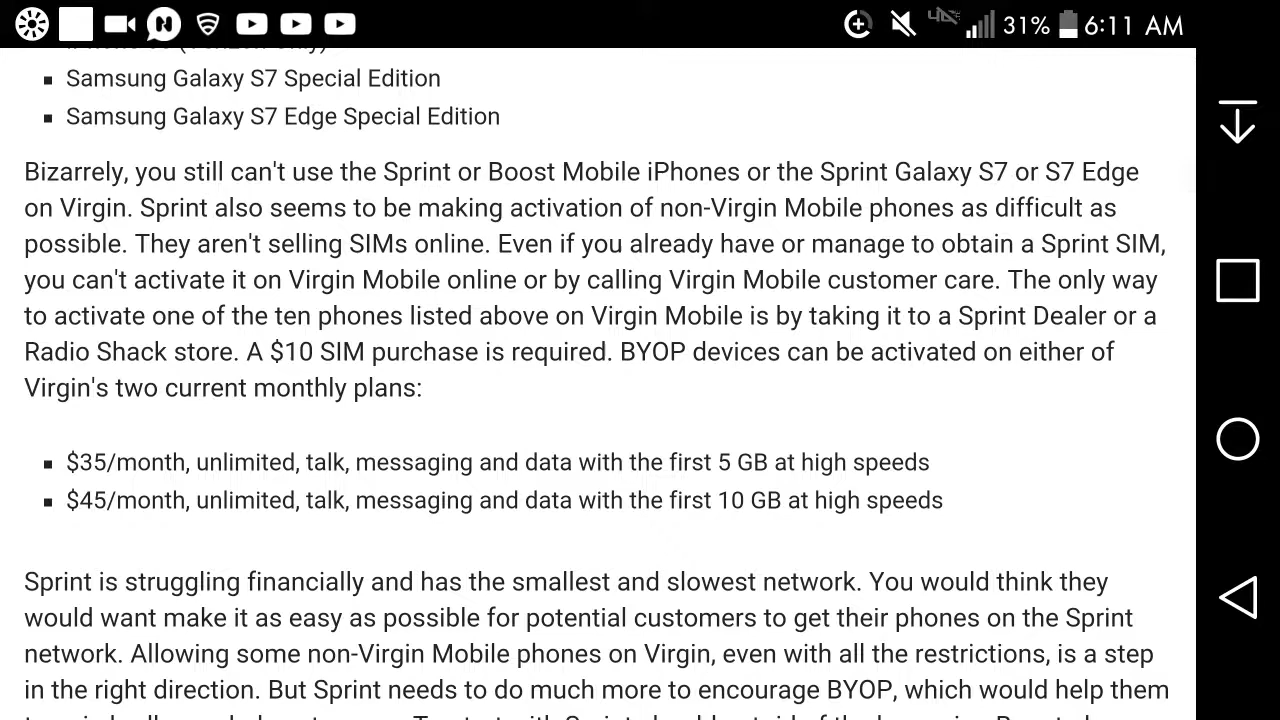 31% 6:11 AM
Samsung Galaxy S7 Special Edition
Samsung Galaxy S7 Edge Special Edition
Bizarrely, you still can't use the Sprint or Boost Mobile iPhones or the Sprint Galaxy S7 or S7 Edge
on Virgin. Sprint also seems to be making activation of non-Virgin Mobile phones as difficult as
possible. They aren't selling SIMs online. Even if you already have or manage to obtain a Sprint SIM,
you can't activate it on Virgin Mobile online or by calling Virgin Mobile customer care. The only way
to activate one of the ten phones listed above on Virgin Mobile is by taking it to a Sprint Dealer or a
Radio Shack store. A $10 SIM purchase is required. BYOP devices can be activated on either of
Virgin's two current monthly plans:
$35/month, unlimited, talk, messaging and data with the first 5 GB at high speeds
$45/month, unlimited, talk, messaging and data with the first 10 GB at high speeds
Sprint is struggling financially and has the smallest and slowest network. You would think they
would want make it as easy as possible for potential customers to get their phones on the Sprint
network. Allowing some non-Virgin Mobile phones on Virgin, even with all the restrictions, is a step
in the right direction. But Sprint needs to do much more to encourage BYOP, which would help them